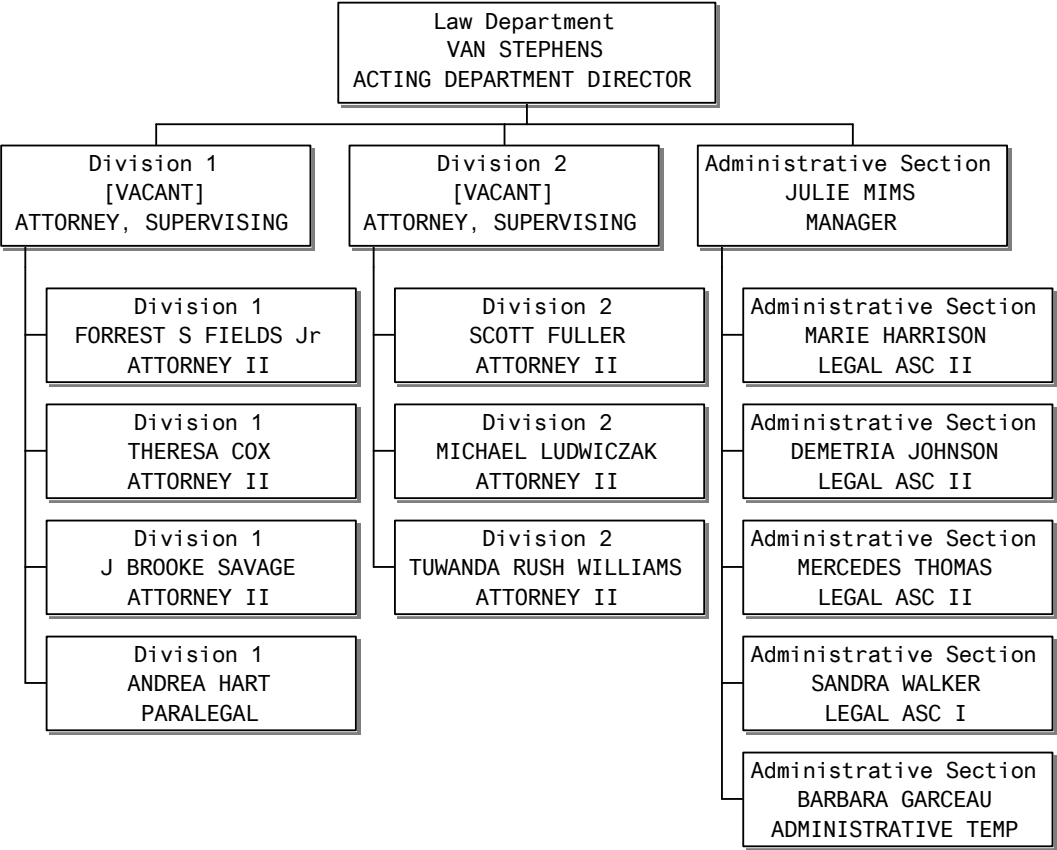 Law Department
VAN STEPHENS
ACTING DEPARTMENT DIRECTOR
Division 1
[VACANT]
ATTORNEY, SUPERVISING
Division 1
FORREST S FIELDS Jr
ATTORNEY II
Division 1
THERESA COX
ATTORNEY II
Division 1
J BROOKE SAVAGE
ATTORNEY II
Division 1
ANDREA HART
PARALEGAL
Division 2
[VACANT]
ATTORNEY, SUPERVISING
Division 2
SCOTT FULLER
ATTORNEY II
Division 2
MICHAEL LUDWICZAK
ATTORNEY II
Division 2
TUWANDA RUSH WILLIAMS
ATTORNEY II
Administrative Section
JULIE MIMS
MANAGER
Administrative Section
MARIE HARRISON
LEGAL ASC II
Administrative Section
DEMETRIA JOHNSON
LEGAL ASC II
Administrative Section
MERCEDES THOMAS
LEGAL ASC II
Administrative Section
SANDRA WALKER
LEGAL ASC I
Administrative Section
BARBARA GARCEAU
ADMINISTRATIVE TEMP